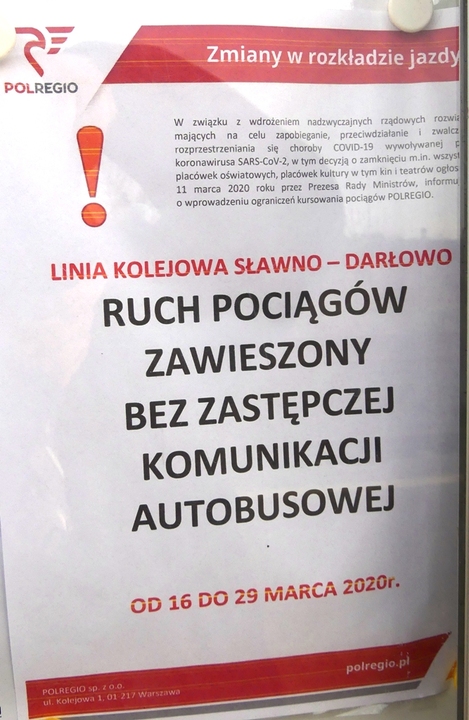 POLREGIO
Zmiany w rozkładzie jazdy
W związku z wdrożeniem nadzwyczajnych rządowych
mających na celu zapobieganie, przeciwdziałanie i
rozprzestrzeniania się choroby COVID-19 wywoływanej
koronawirusa SARS-CoV-2, w tym decyzją o zamknięciu m.in.
placówek oświatowych, placówek kultury w tym kin i teatrów
11 marca 2020 roku przez Prezesa Rady Ministrów,
o wprowadzeniu ograniczeń kursowania pociągów POLREGIO.
LINIA KOLEJOWA SŁAWNO – DARŁOWO
RUCH POCIĄGÓW
ZAWIESZONY
BEZ ZASTĘPCZEJ
KOMUNIKACJI
AUTOBUSOWEJ
OD 16 DO 29 MARCA 2020r.
polregio.pl
POLREGIO sp. z o.o.
ul. Kolejowa 1, 01-217 Warszawa